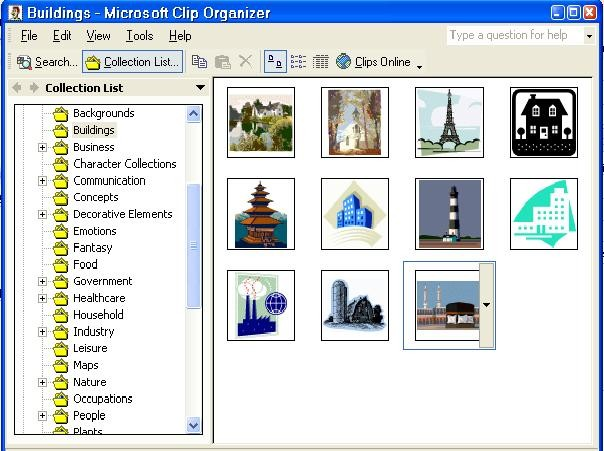 Buildings - Microsoft Clip Organizer
File Edit View Tools Help Type a question for help
Search... Collection List... Clips Online
Collection List
Backgrounds
Buildings
Business
Character Collections
Communication
Concepts
Decorative Elements
Emotions
Fantasy
Food
Government
Healthcare
Household
Industry
Leisure
Maps
Nature
Occupations
People
Plants